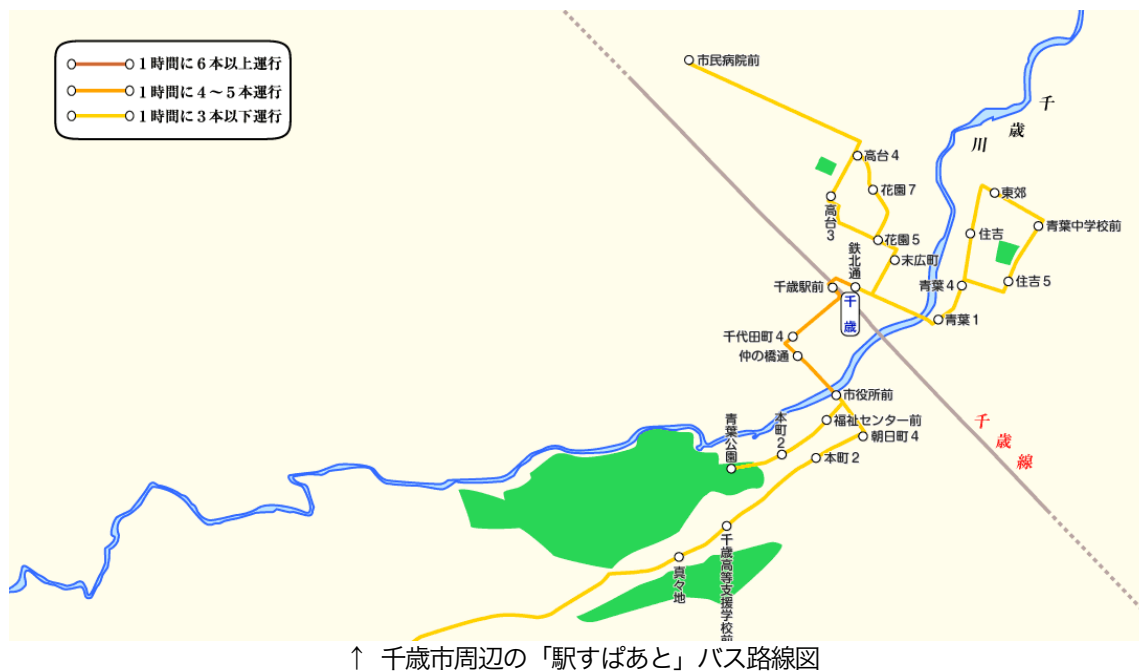 1時間に6本以上運行
1時間に4～5本運行
1時間に3本以下運行
市民病院前
千歳川
高台4
花園7
東郊
高台3
青葉中学校前
住吉
花園5
鉄北通
末広町
千歳駅前
青葉4
住吉5
千歳
青葉1
千代田町4
仲の橋通
市役所前
青葉公園
本町2
福祉センター前
朝日町4
千歳線
本町2
千歳高等支援学校前
真々地
↑ 千歳市周辺の「駅すぱあと」バス路線図